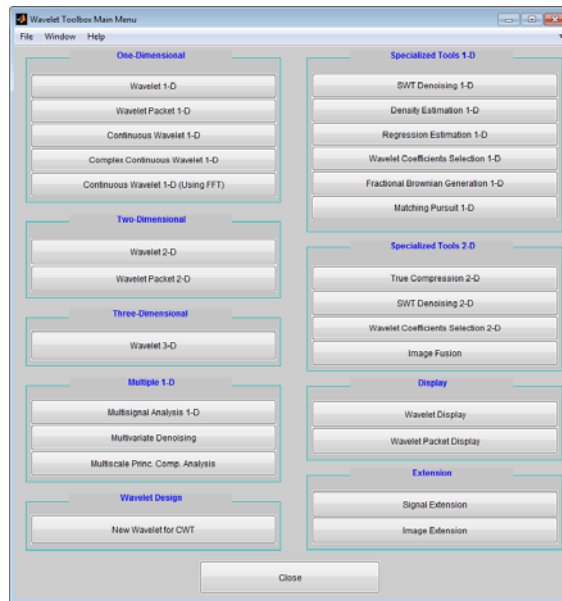 Wavelet Toolbox Main Menu
File Window Help
One-Dimensional
Wavelet 1-D
Wavelet Packet 1-D
Continuous Wavelet 1-D
Complex Continuous Wavelet 1-D
Continuous Wavelet 1-D (Using FFT)
Two-Dimensional
Wavelet 2-D
Wavelet Packet 2-D
Three-Dimensional
Wavelet 3-D
Multiple 1-D
Multisignal Analysis 1-D
Multivariate Denoising
Multiscale Princ. Comp. Analysis
Wavelet Design
New Wavelet for CWT
Specialized Tools 1-D
SWT Denoising 1-D
Density Estimation 1-D
Regression Estimation 1-D
Wavelet Coefficients Selection 1-D
Fractional Brownian Generation 1-D
Matching Pursuit 1-D
Specialized Tools 2-D
True Compression 2-D
SWT Denoising 2-D
Wavelet Coefficients Selection 2-D
Image Fusion
Display
Wavelet Display
Wavelet Packet Display
Extension
Signal Extension
Image Extension
Close